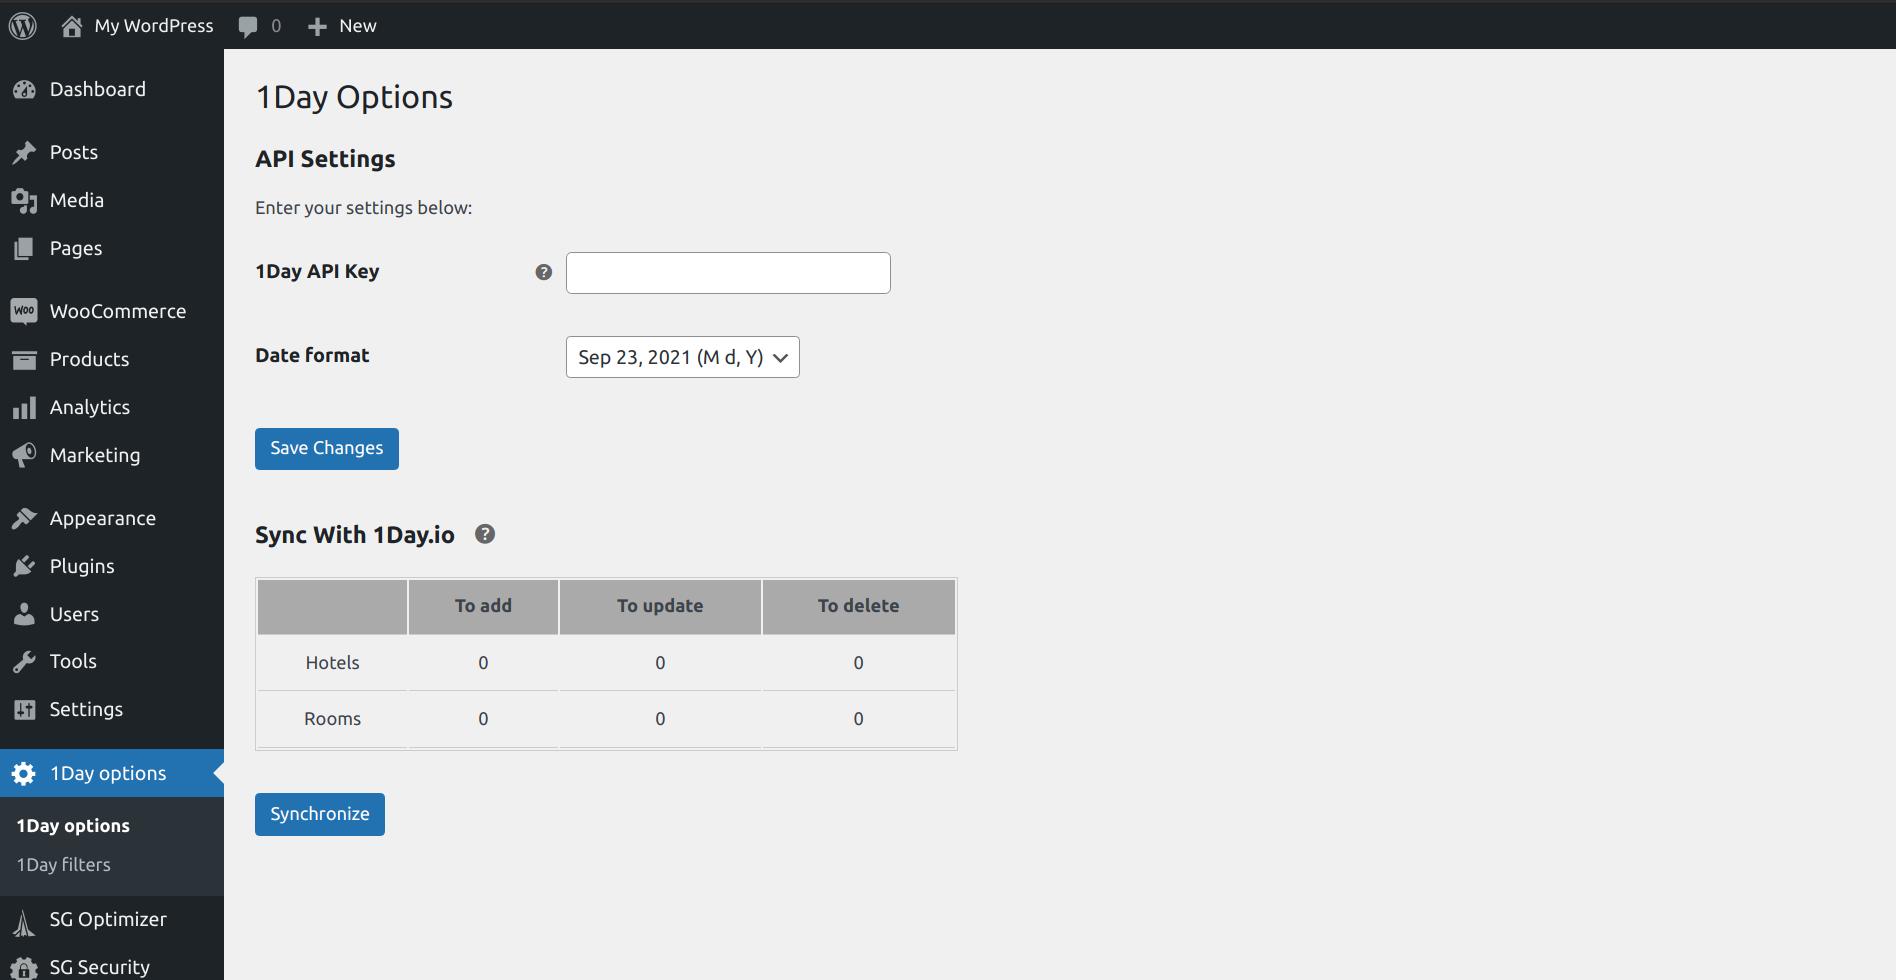 My WordPress 0 New
Dashboard
Posts
Media
Pages
Woo WooCommerce
Products
Analytics
Marketing
Appearance
Plugins
Users
Tools
Settings
1Day options
1Day options
1Day filters
SG Optimizer
SG Security
1Day Options
API Settings
Enter your settings below:
1Day API Key ?
Date format Sep 23, 2021 (M d, Y)
Save Changes
Sync With 1Day.io ?
To add To update To delete
Hotels 0 0 0
Rooms 0 0 0
Synchronize